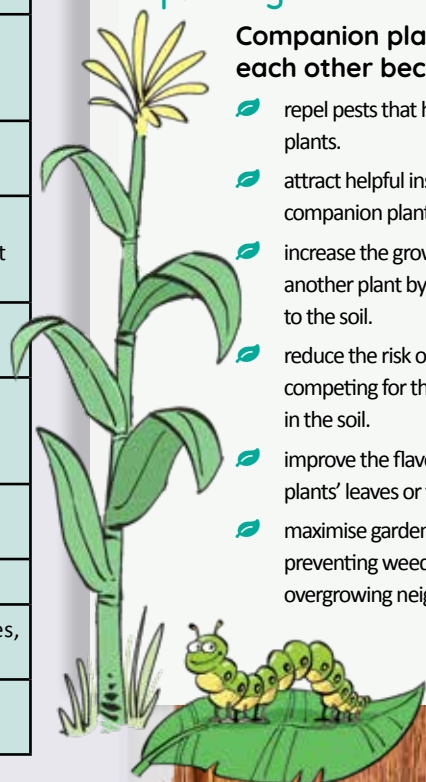 Companion pla
each other bec
repel pests that h
plants.
attract helpful ins
companion plant
increase the grow
another plant by
to the soil.
reduce the risk o
competing for th
in the soil.
improve the flav
plants' leaves or
maximise garden
preventing weed
overgrowing neig
t
es,